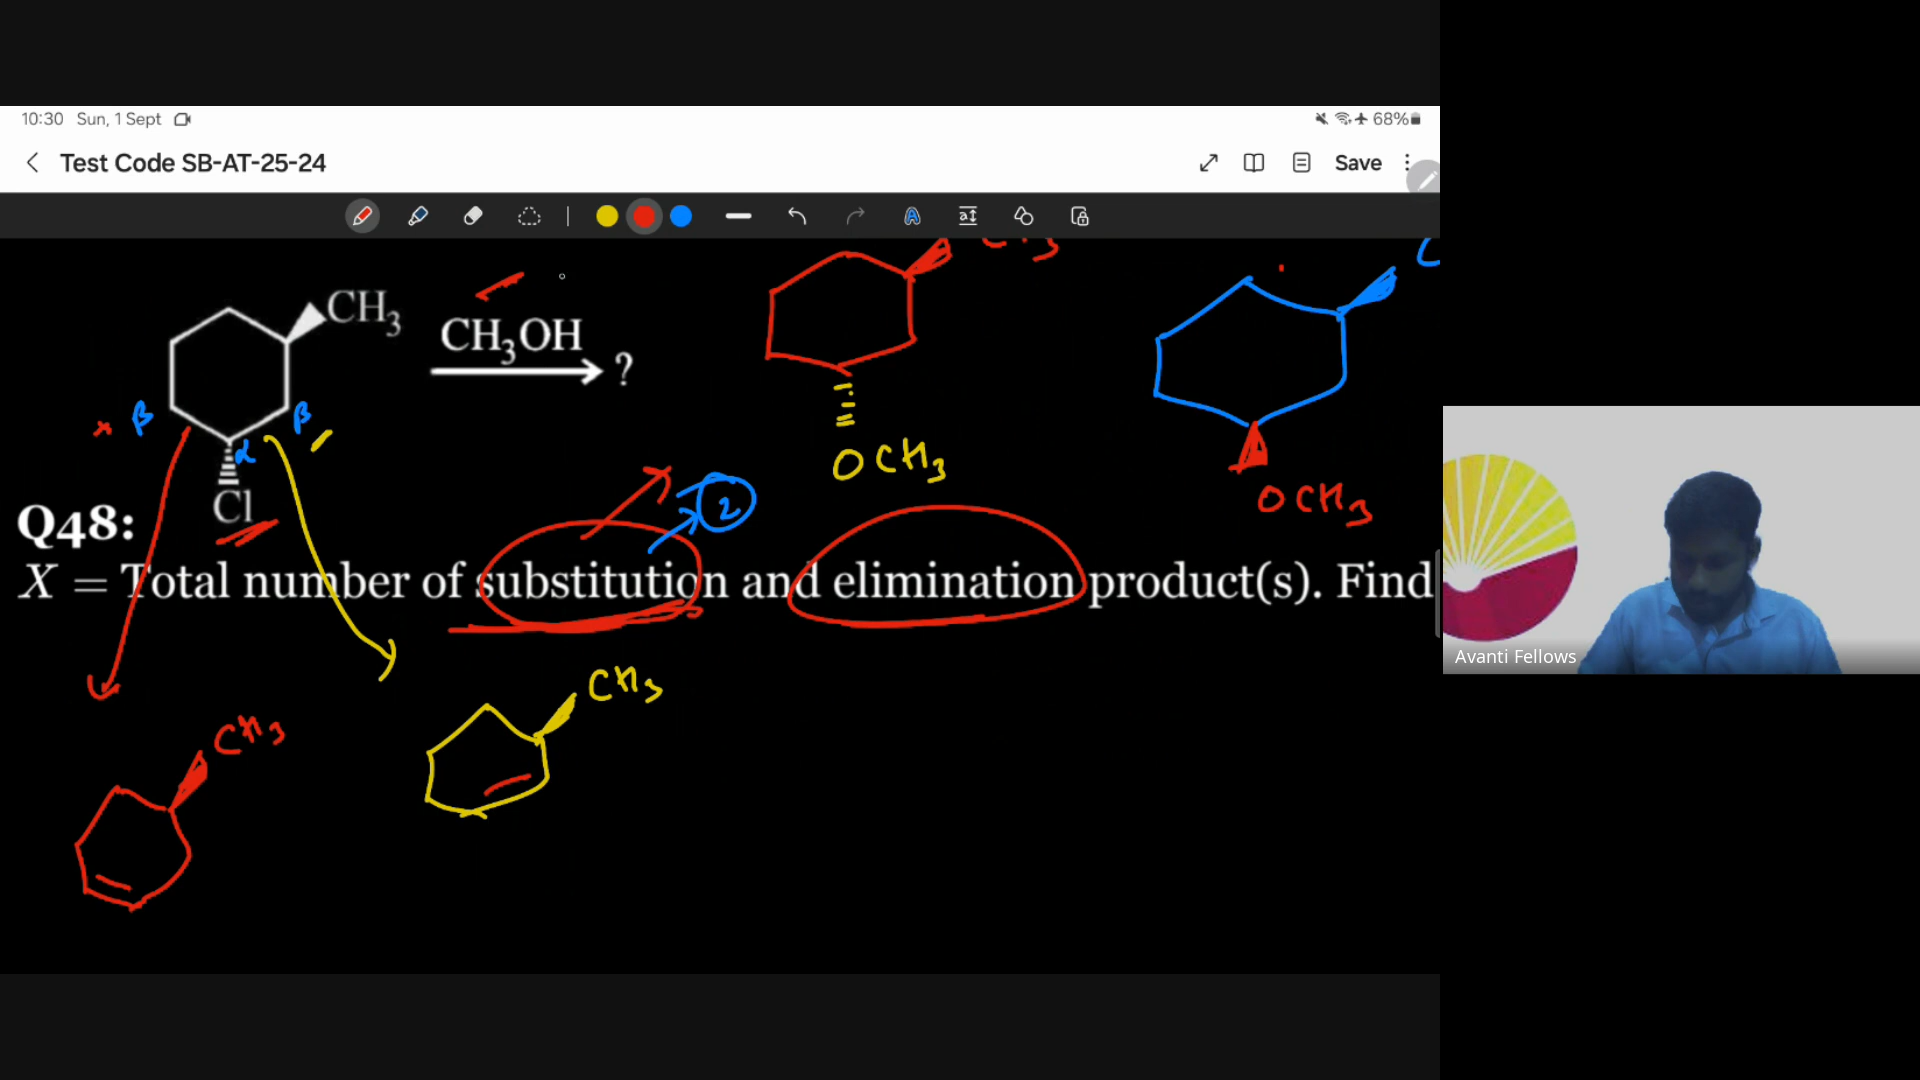 10:30 Sun, 1 Sept
68%
Test Code SB-AT-25-24
Save
CH3
CH3OH
?
β
β
α
Cl
OCH3
OCH3
2
Q48:
X = Total number of substitution and elimination product(s). Find
CH3
CH3
Avanti Fellows